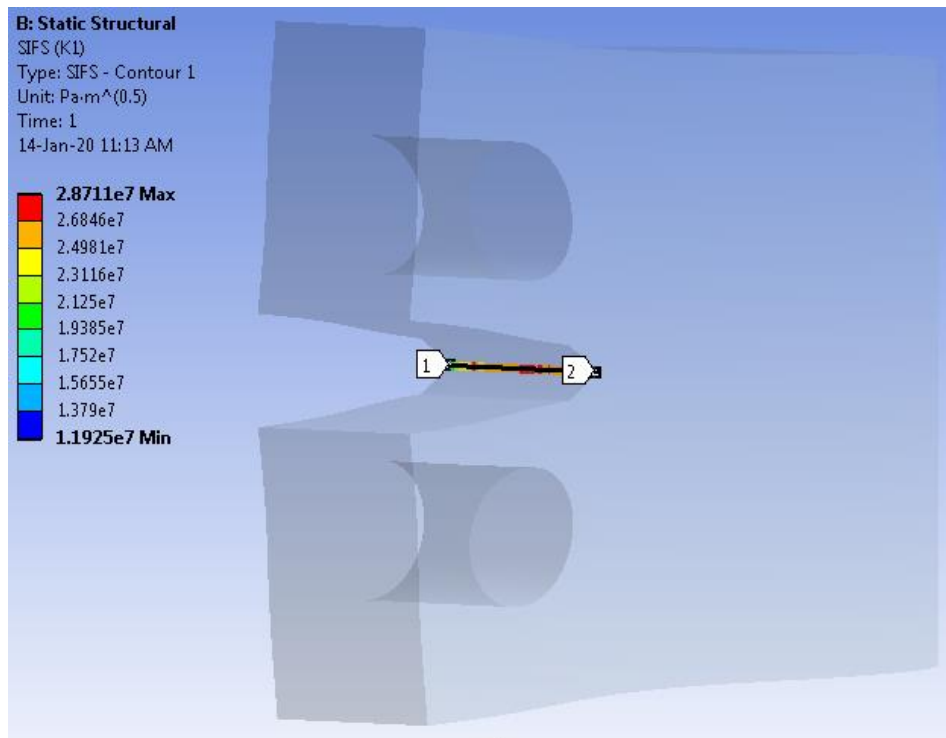 B: Static Structural
SIFS (K1)
Type: SIFS - Contour 1
Unit: Pa·m^(0.5)
Time: 1
14-Jan-20 11:13 AM
2.8711e7 Max
2.6846e7
2.4981e7
2.3116e7
2.125e7
1.9385e7
1.752e7
1.5655e7
1.379e7
1.1925e7 Min
1
2